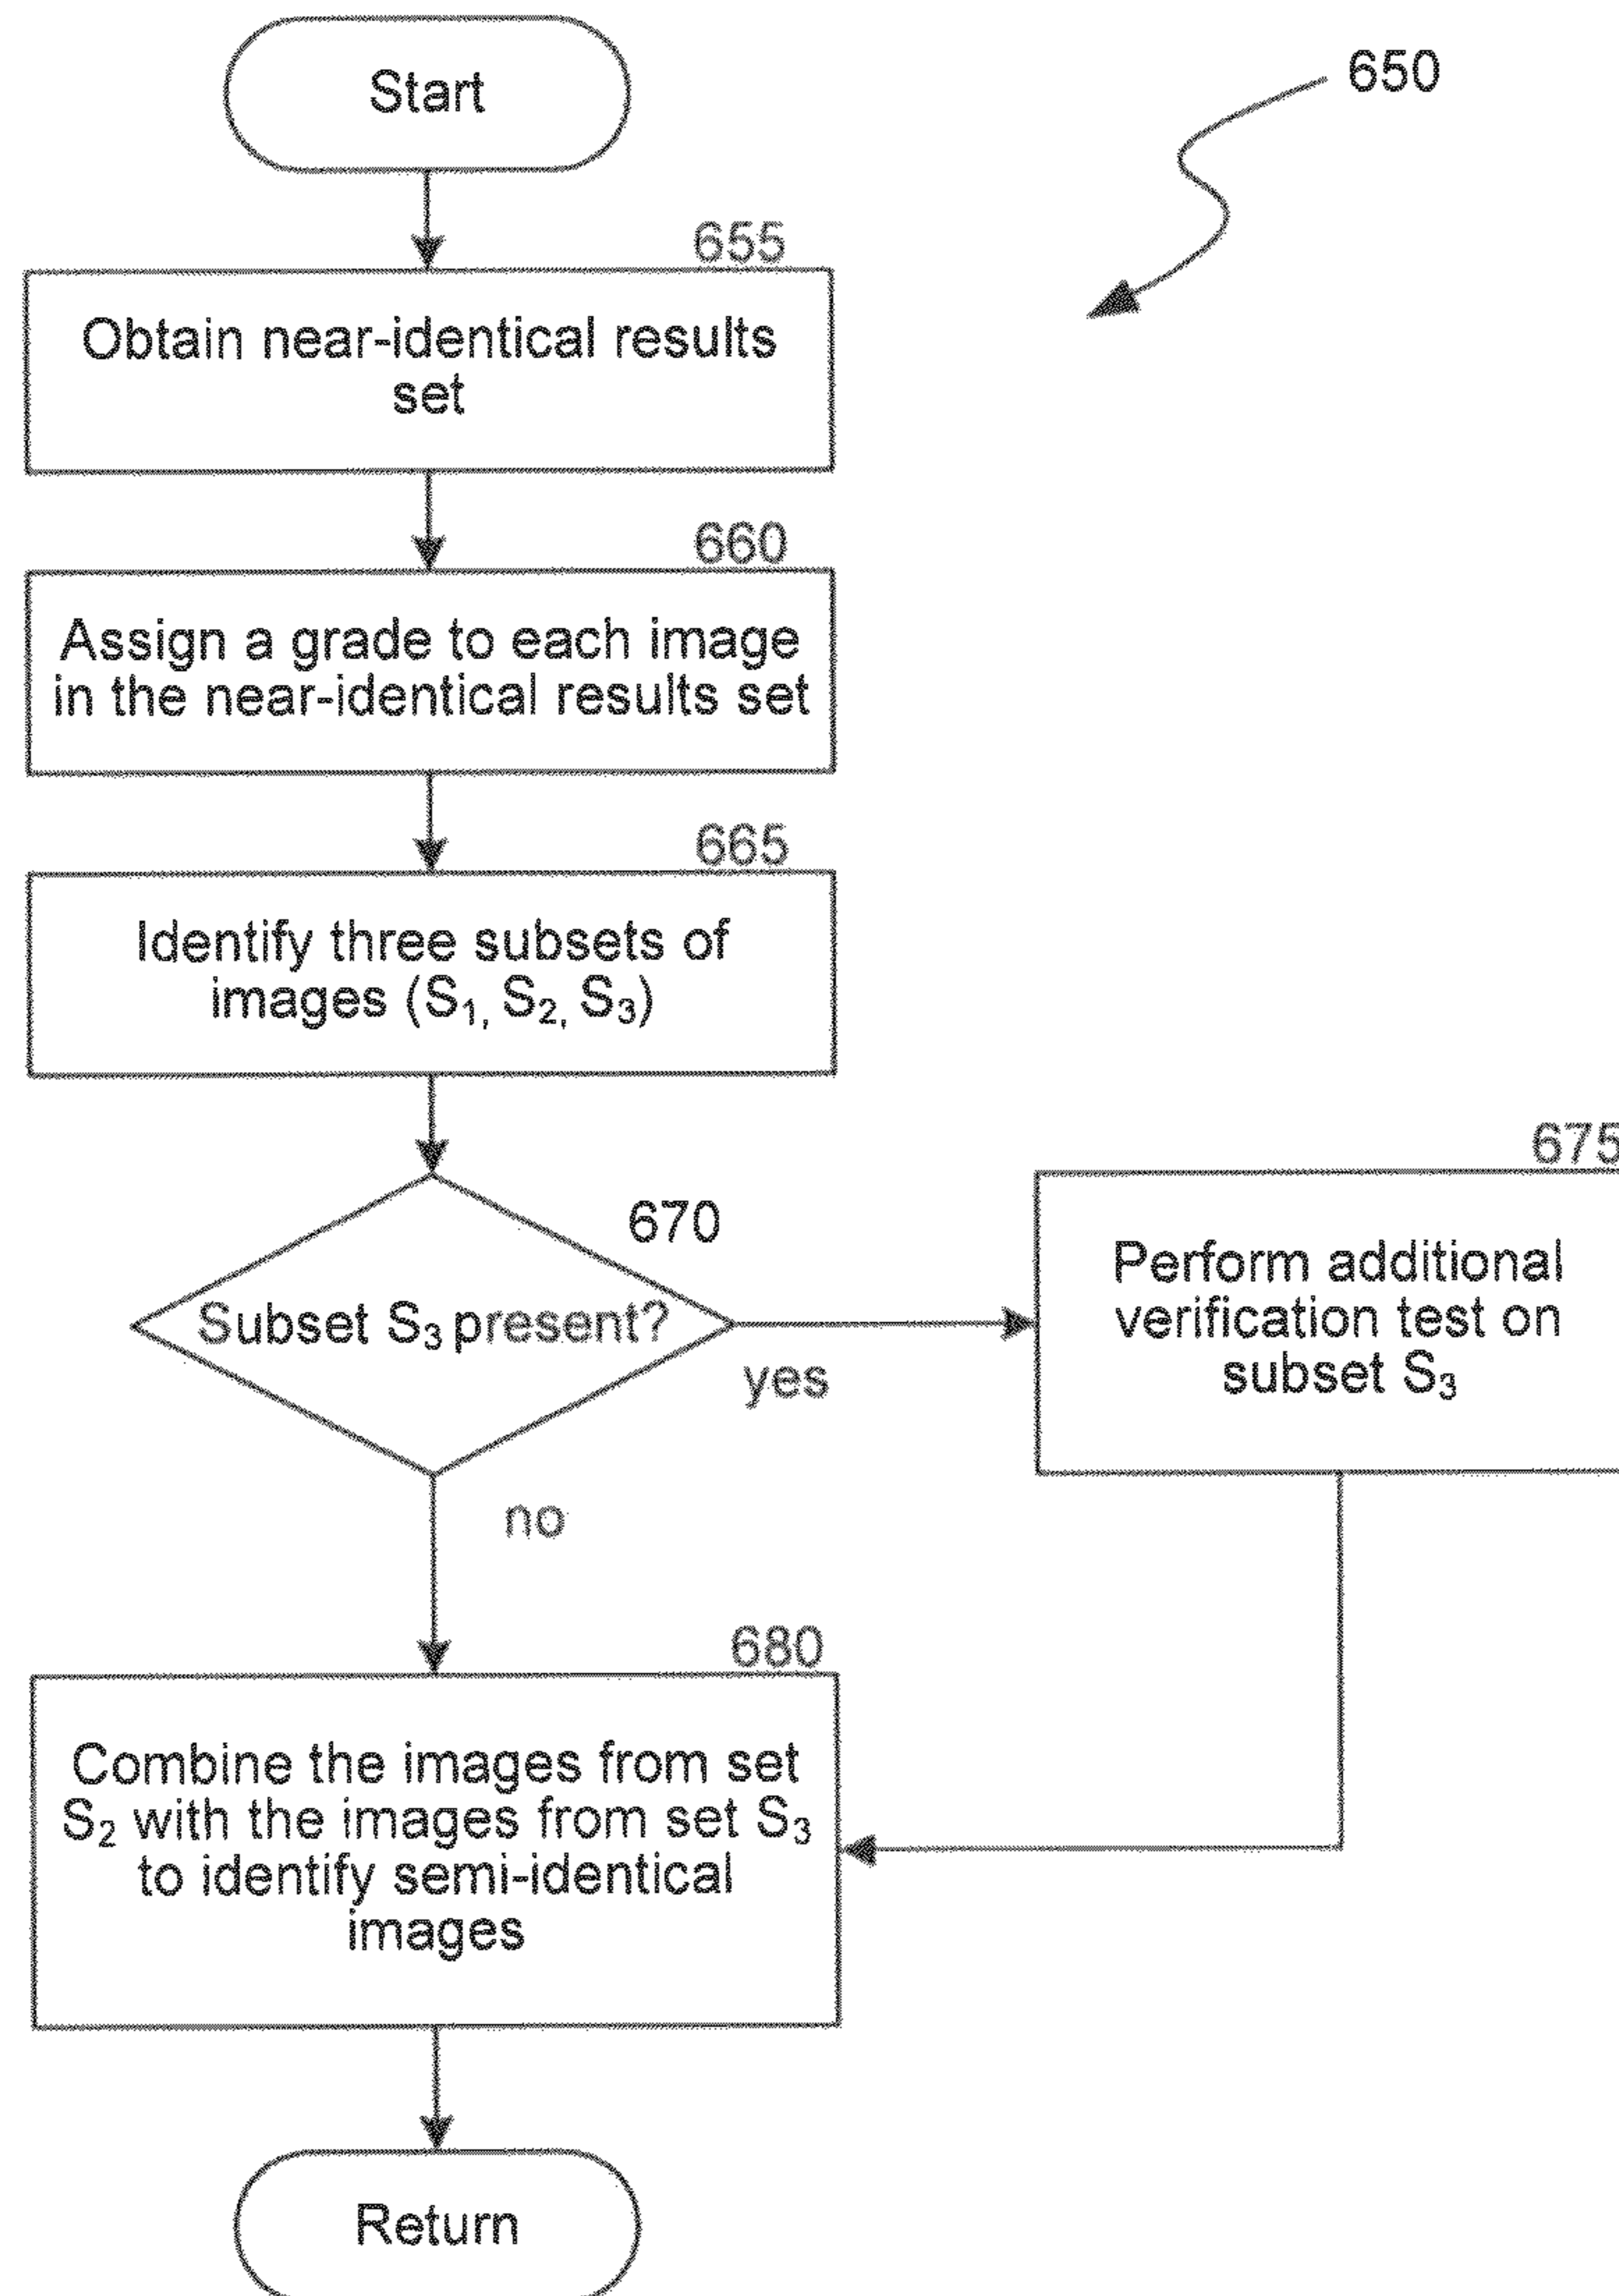 Start
650
655
Obtain near-identical results
set
660
Assign a grade to each image
in the near-identical results set
665
Identify three subsets of
images (S₁, S₂, S₃)
670
Subset S₃ present?
yes
675
Perform additional
verification test on
subset S₃
no
680
Combine the images from set
S₂ with the images from set S₃
to identify semi-identical
images
Return